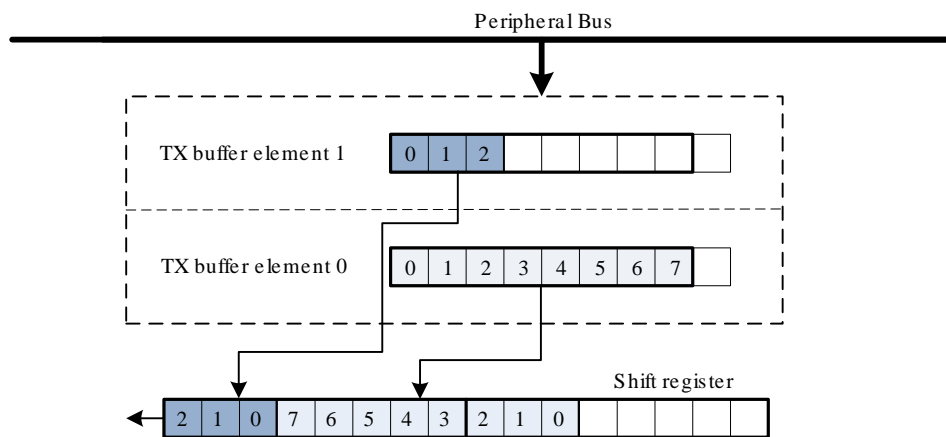 Peripheral Bus
TX buffer element 1
0 1 2
TX buffer element 0
0 1 2 3 4 5 6 7
Shift register
2 1 0 7 6 5 4 3 2 1 0